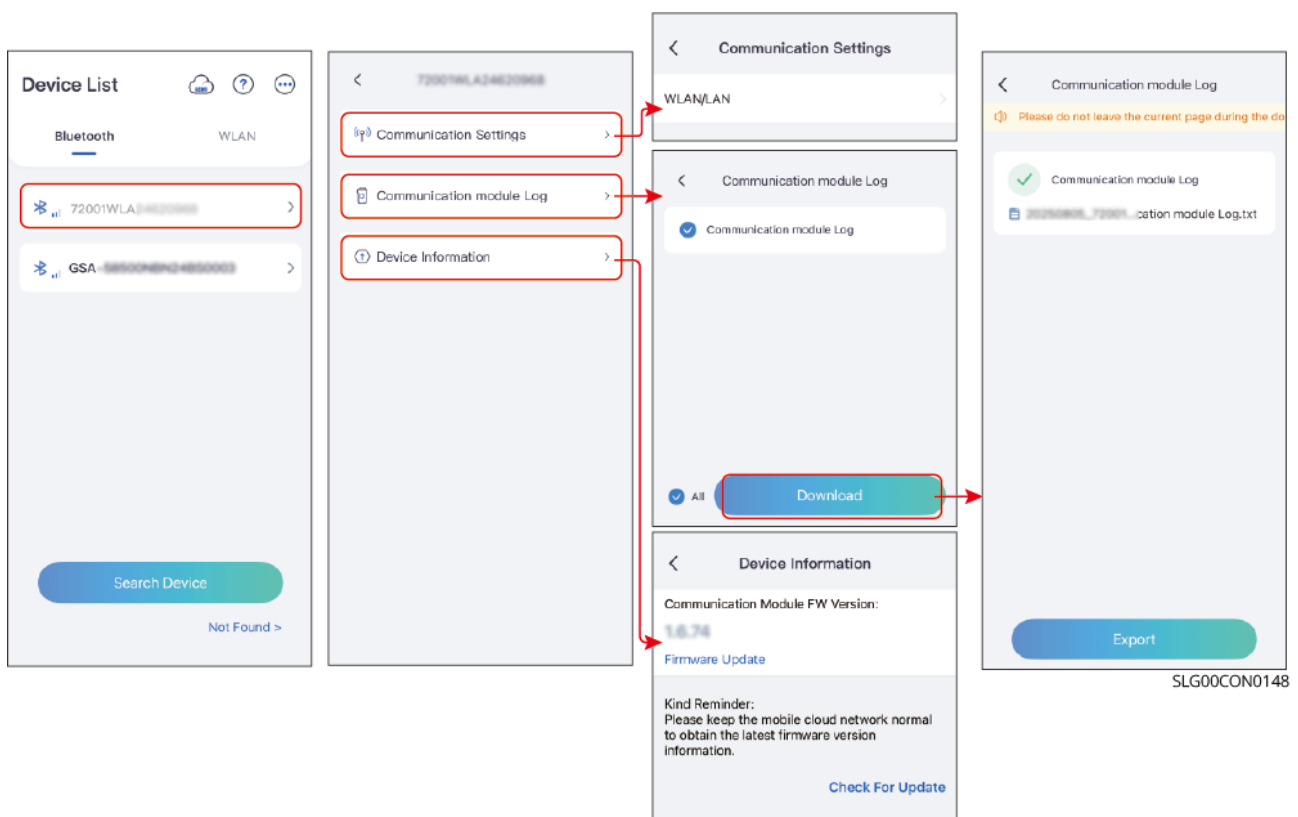 Device List
Bluetooth
WLAN
72001WLA
GSA
Search Device
Not Found >
72001WLA24620968
Communication Settings
Communication module Log
Device Information
Communication Settings
WLAN/LAN
Communication module Log
Communication module Log
All
Download
Device Information
Communication Module FW Version:
1.6.74
Firmware Update
Kind Reminder:
Please keep the mobile cloud network normal
to obtain the latest firmware version
information.
Check For Update
Communication module Log
Please do not leave the current page during the do
Communication module Log
cation module Log.txt
Export
SLG00CON0148